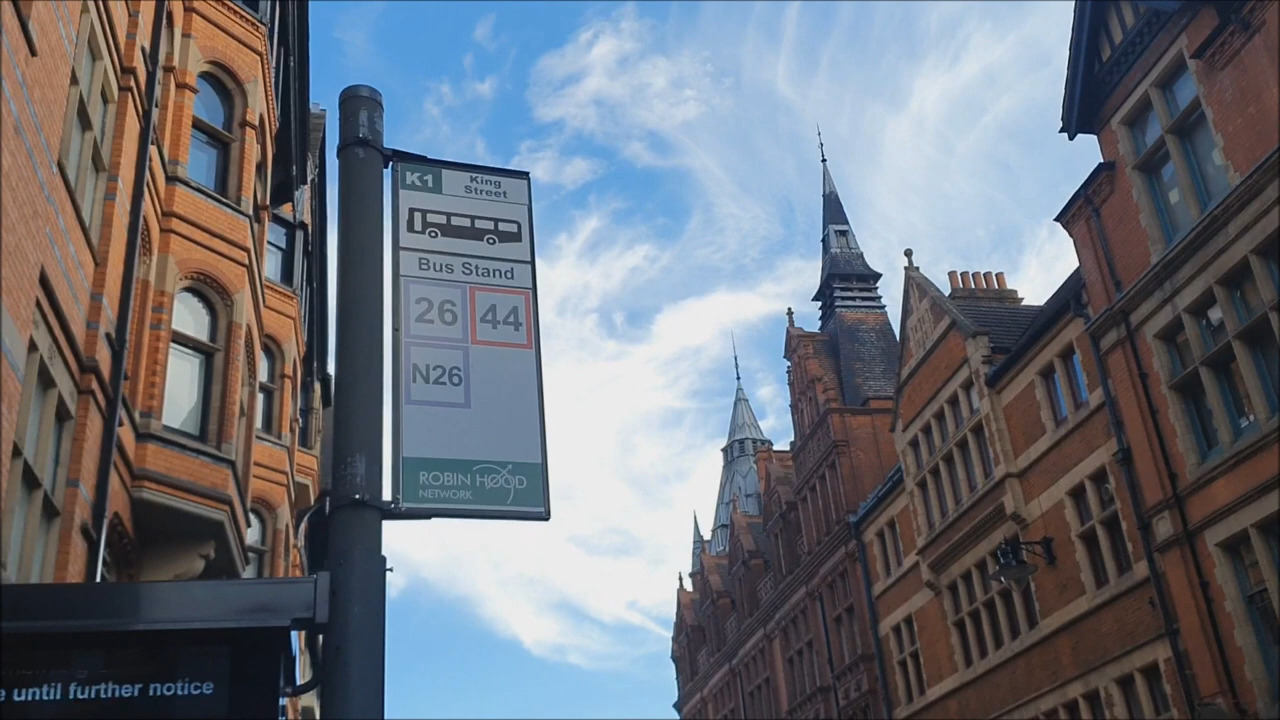 K1 King
Street
Bus Stand
26 44
N26
ROBIN HOOD
NETWORK
until further notice